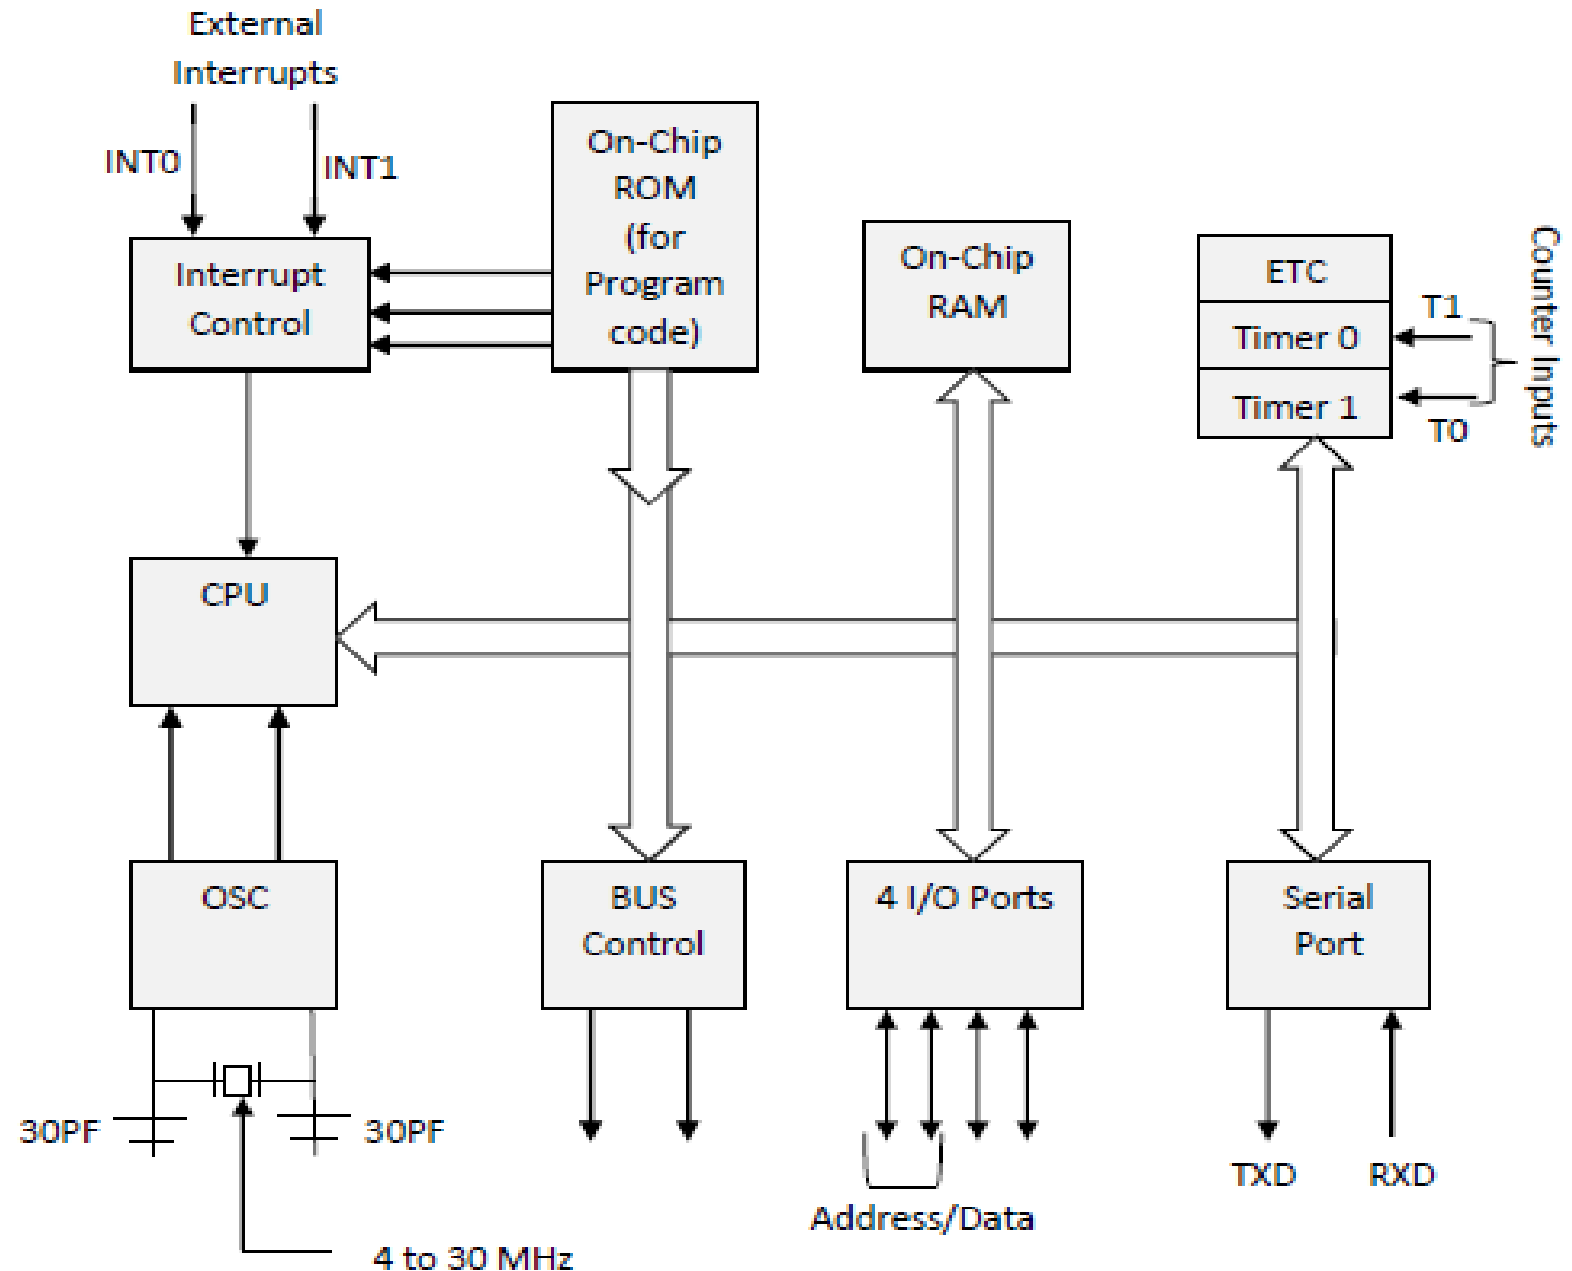 External
Interrupts
INT0
INT1
On-Chip
ROM
(for
Program
code)
Interrupt
Control
On-Chip
RAM
ETC
Timer 0
Timer 1
T1
T0
Counter Inputs
CPU
OSC
BUS
Control
4 I/O Ports
Serial
Port
30PF
30PF
4 to 30 MHz
Address/Data
TXD
RXD